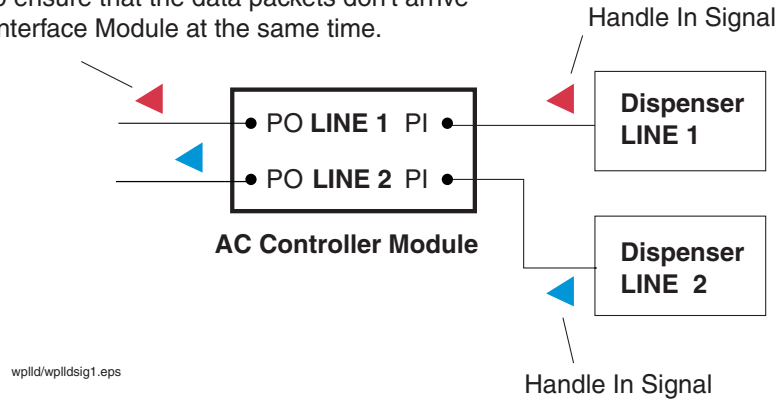 to ensure that the data packets don't arrive
Interface Module at the same time.
Handle In Signal
PO LINE 1 PI
PO LINE 2 PI
AC Controller Module
Dispenser
LINE 1
Dispenser
LINE 2
Handle In Signal
wplld/wplldsig1.eps